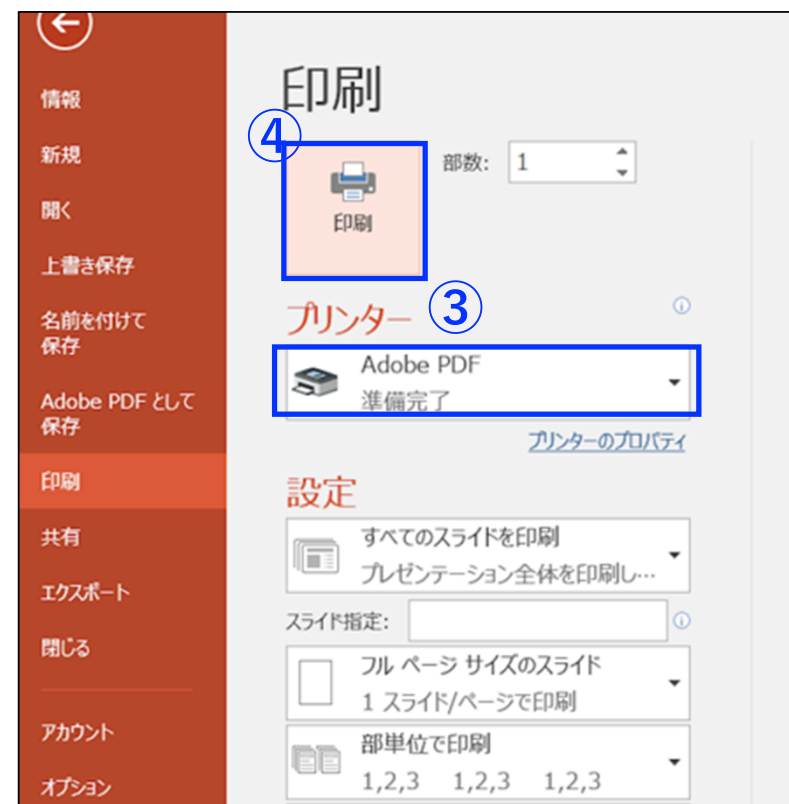 情報
新規
開く
上書き保存
名前を付けて
保存
Adobe PDF として
保存
印刷
共有
エクスポート
閉じる
アカウント
オプション
印刷
④
印刷
部数: 1
プリンター ③
Adobe PDF
準備完了
プリンターのプロパティ
設定
すべてのスライドを印刷
プレゼンテーション全体を印刷し…
スライド指定:
フル ページ サイズのスライド
1 スライド/ページで印刷
部単位で印刷
1,2,3 1,2,3 1,2,3